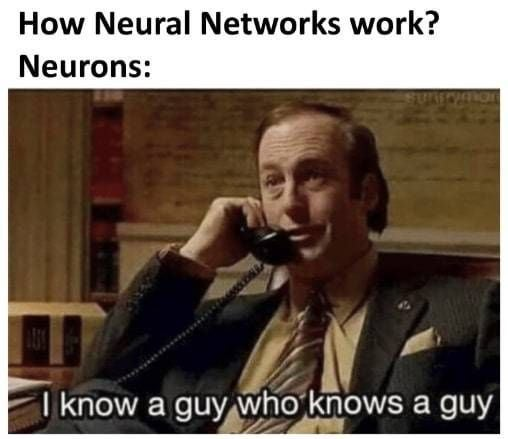 How Neural Networks work?
Neurons:
I know a guy who knows a guy